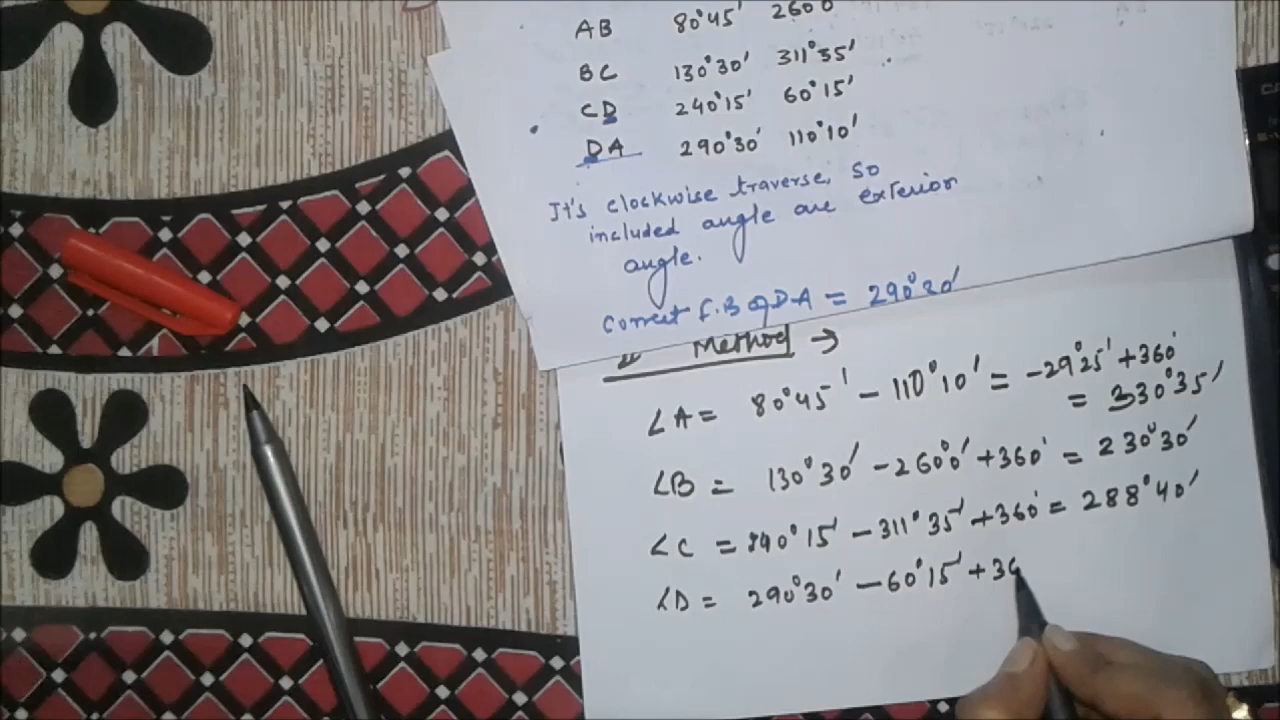 AB 80°45' 260°0'
BC 130°30' 311°35'
CD 240°15' 60°15'
DA 290°30' 110°10'
It's clockwise traverse, so
included angle are exterior
angle.
Correct F.B of DA = 290°30'
Method →
∠A = 80°45' - 110°10' = -29°25' + 360°
= 330°35'
∠B = 130°30' - 260°0' + 360° = 230°30'
∠C = 240°15' - 311°35' + 360° = 288°40'
∠D = 290°30' - 60°15' + 36